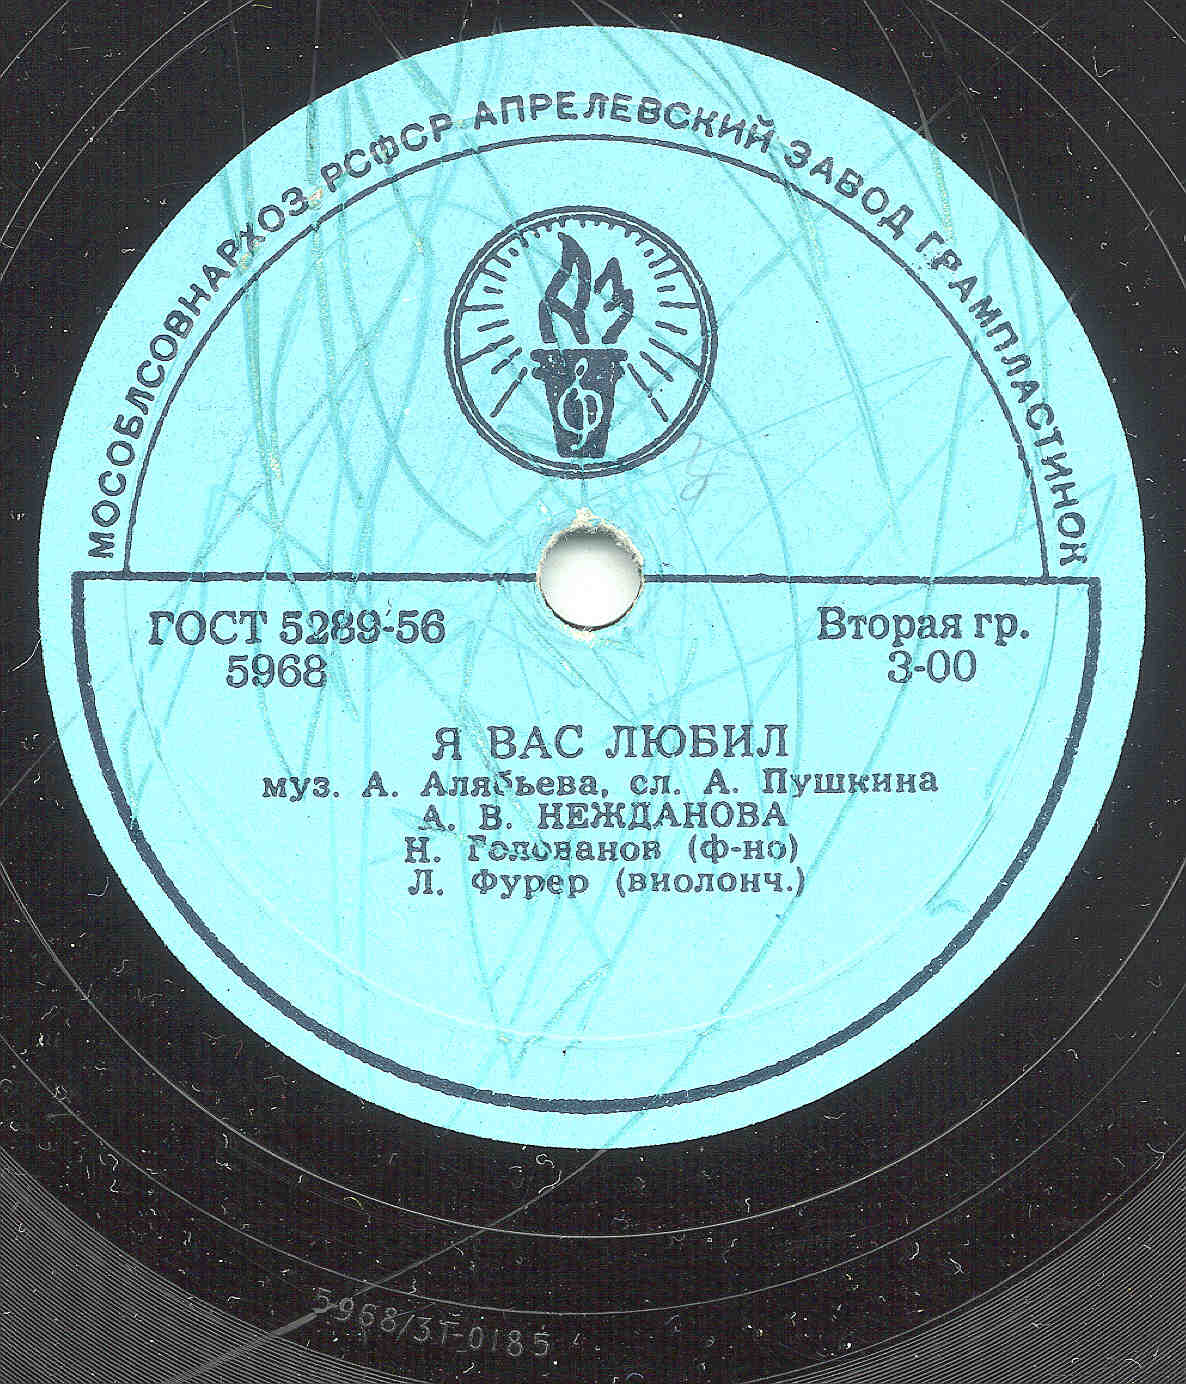 МОСОБЛСОВНАРХОЗ РСФСР АПРЕЛЕВСКИЙ ЗАВОД ГРАМПЛАСТИНОК
АЗ
ГОСТ 5289-56
5968
Вторая гр.
3-00
Я ВАС ЛЮБИЛ
муз. А. Алябьева, сл. А. Пушкина
А. В. НЕЖДАНОВА
Н. Голованов (ф-но)
Л. Фурер (виолонч.)
5968/3Т-0185